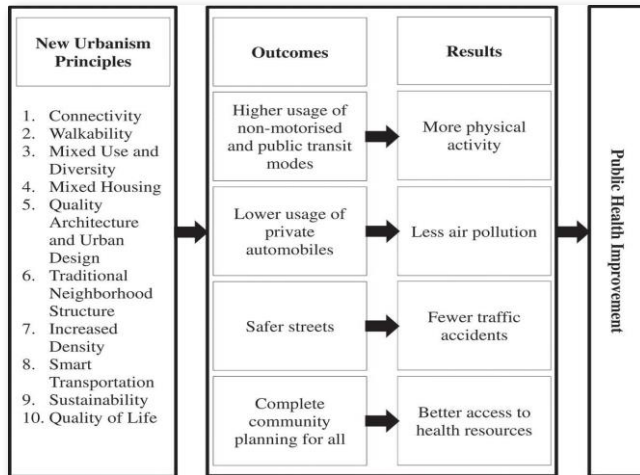 New Urbanism
Principles
1. Connectivity
2. Walkability
3. Mixed Use and
Diversity
4. Mixed Housing
5. Quality
Architecture
and Urban
Design
6. Traditional
Neighborhood
Structure
7. Increased
Density
8. Smart
Transportation
9. Sustainability
10. Quality of Life
Outcomes
Results
Higher usage of
non-motorised
and public transit
modes
More physical
activity
Lower usage of
private
automobiles
Less air pollution
Safer streets
Fewer traffic
accidents
Complete
community
planning for all
Better access to
health resources
Public Health Improvement